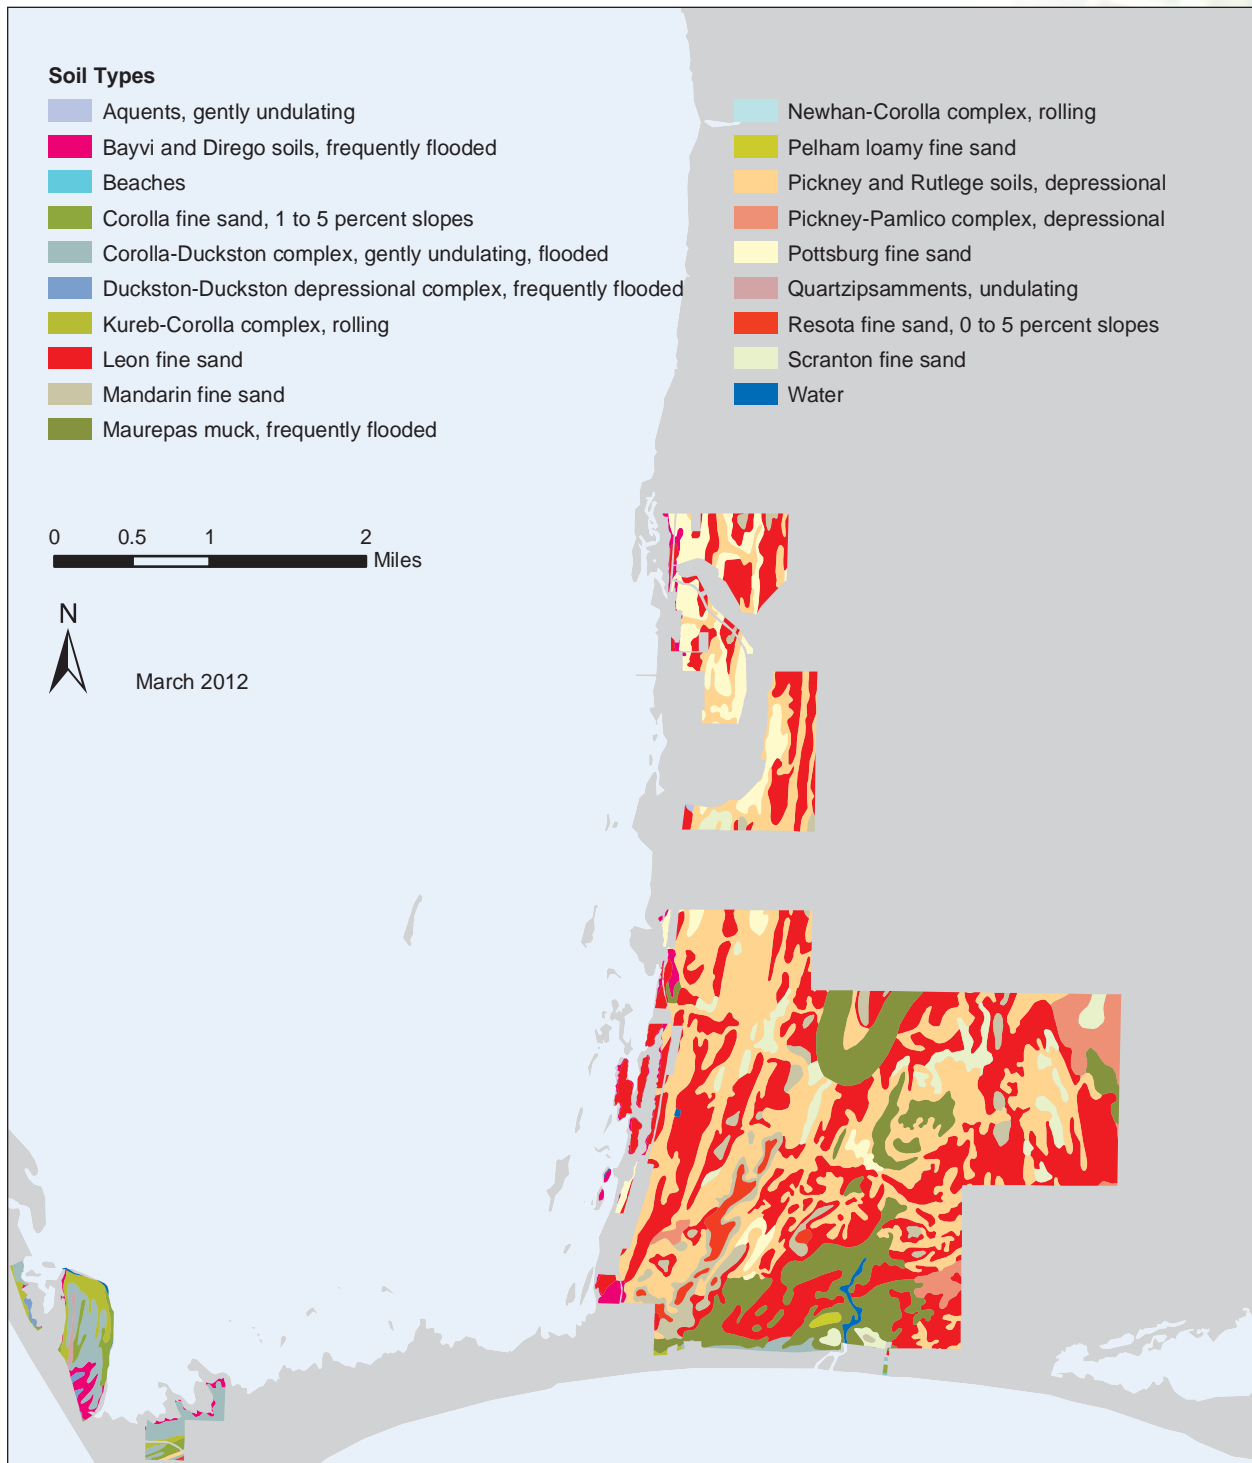 Soil Types
Aquents, gently undulating
Bayvi and Dirego soils, frequently flooded
Beaches
Corolla fine sand, 1 to 5 percent slopes
Corolla-Duckston complex, gently undulating, flooded
Duckston-Duckston depressional complex, frequently flooded
Kureb-Corolla complex, rolling
Leon fine sand
Mandarin fine sand
Maurepas muck, frequently flooded
Newhan-Corolla complex, rolling
Pelham loamy fine sand
Pickney and Rutlege soils, depressional
Pickney-Pamlico complex, depressional
Pottsburg fine sand
Quartzipsamments, undulating
Resota fine sand, 0 to 5 percent slopes
Scranton fine sand
Water
0 0.5 1 2
Miles
N
March 2012